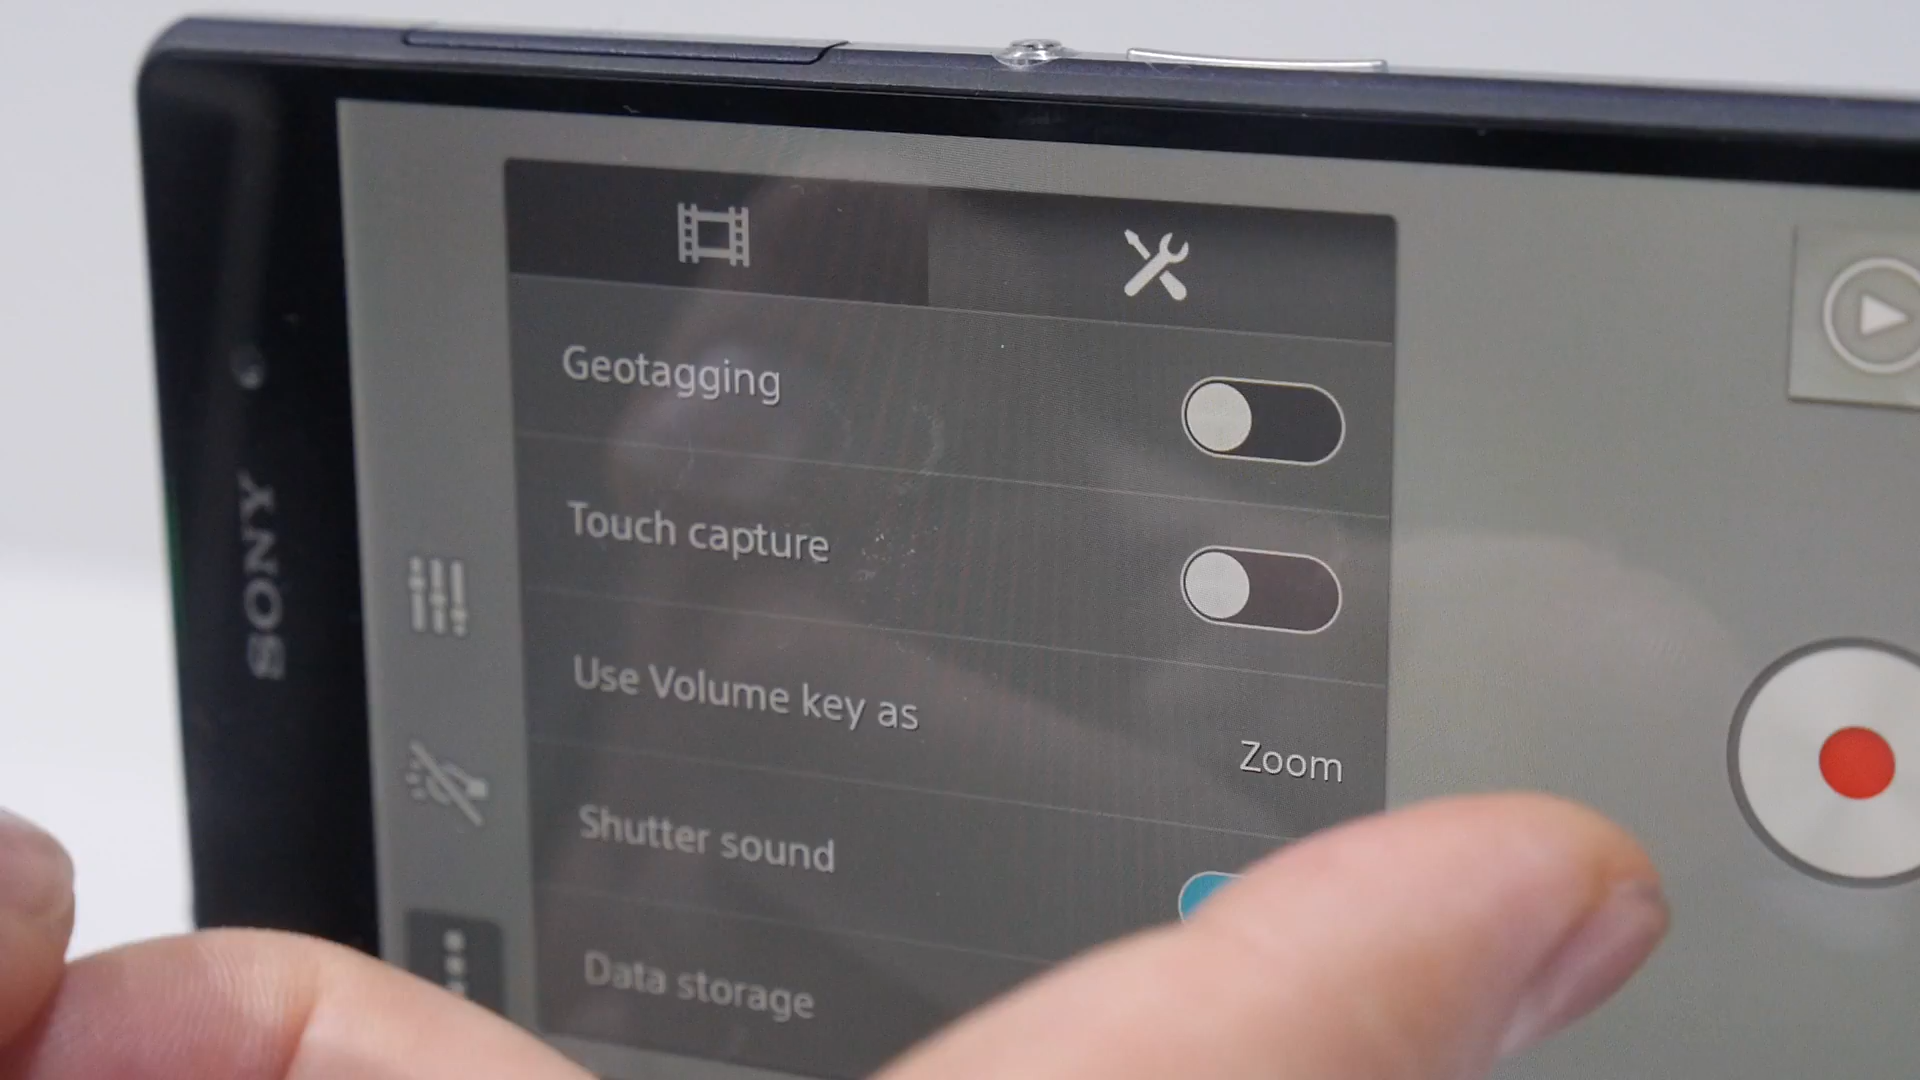 SONY
Geotagging
Touch capture
Use Volume key as
Zoom
Shutter sound
Data storage